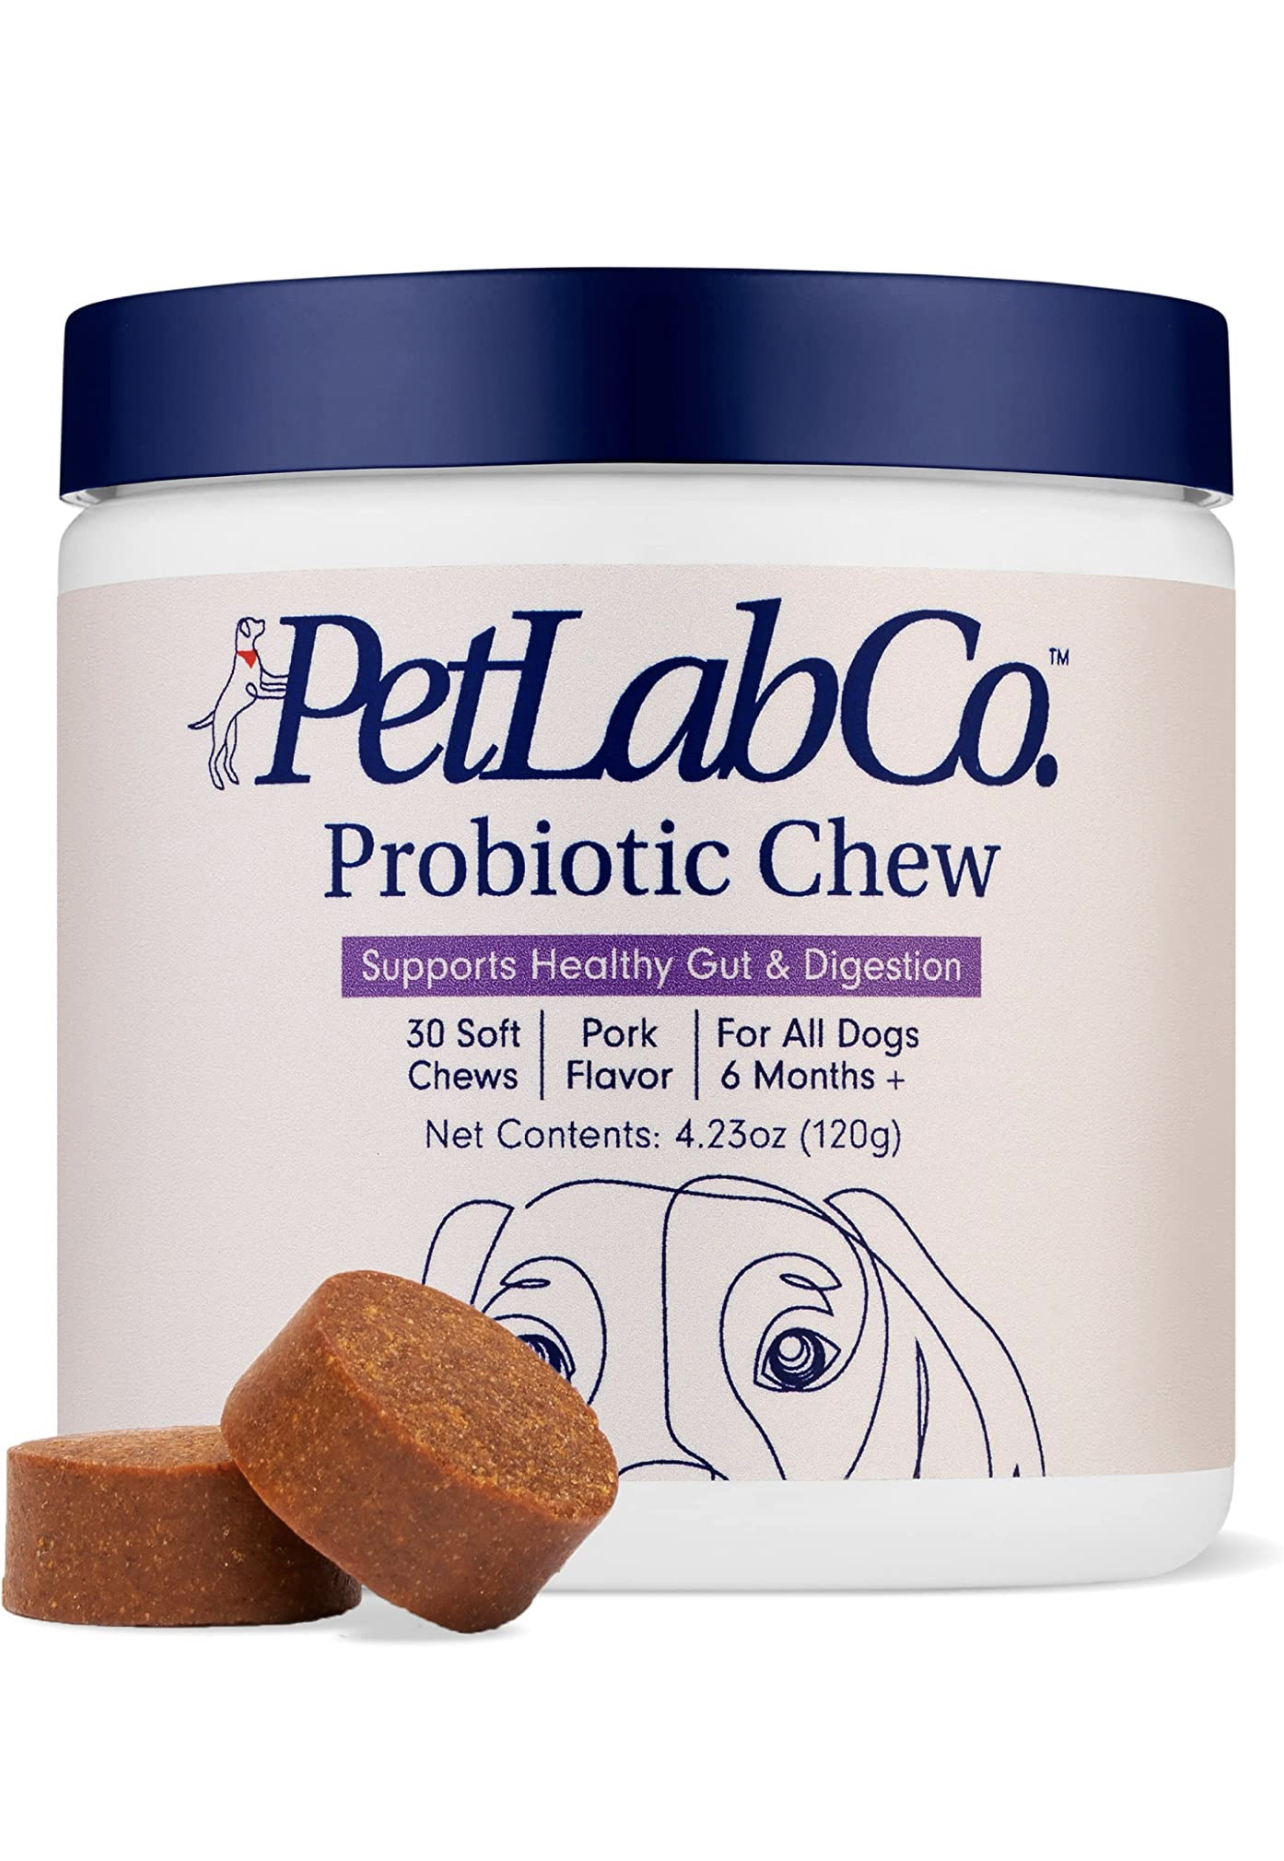 PetLabCo.™
Probiotic Chew
Supports Healthy Gut & Digestion
30 Soft Chews | Pork Flavor | For All Dogs 6 Months +
Net Contents: 4.23oz (120g)